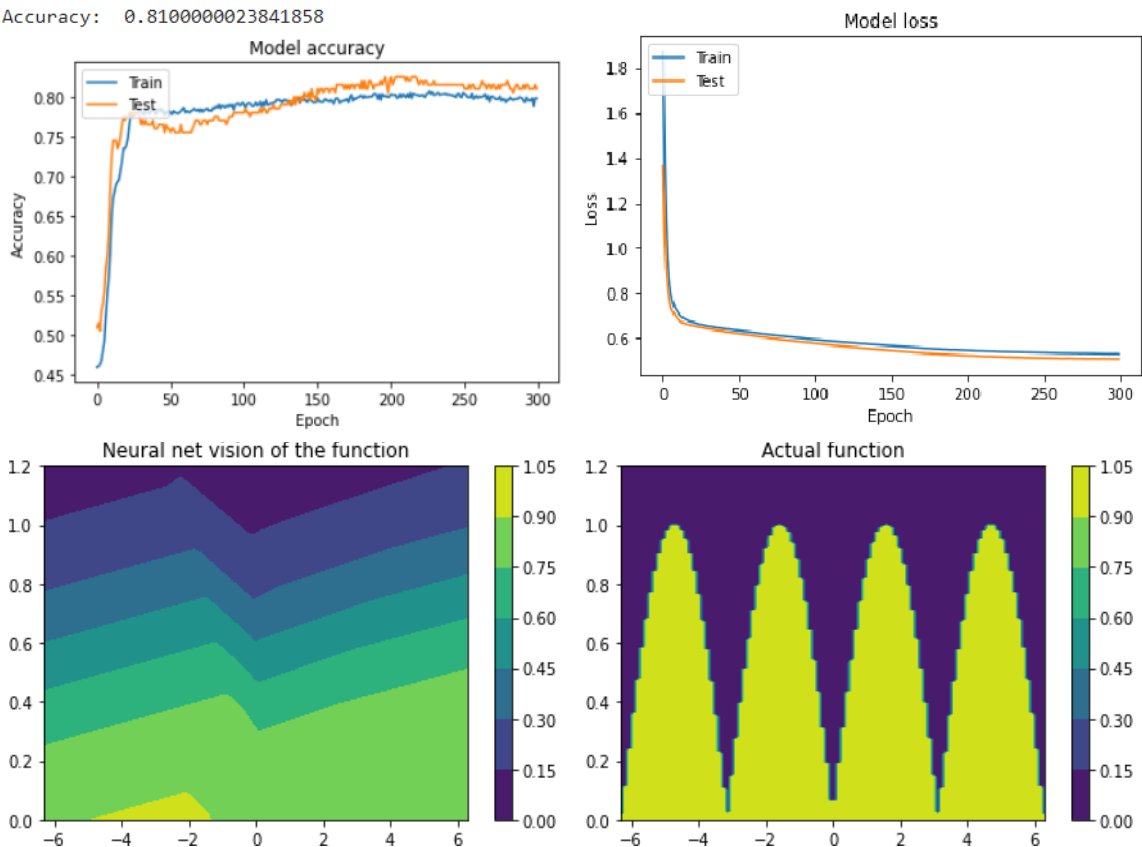 Accuracy:  0.8100000023841858
Model accuracy
Train
Test
0.80
0.75
0.70
0.65
0.60
0.55
0.50
0.45
Accuracy
0 50 100 150 200 250 300
Epoch
Model loss
Train
Test
1.8
1.6
1.4
1.2
1.0
0.8
0.6
Loss
0 50 100 150 200 250 300
Epoch
Neural net vision of the function
1.2
1.0
0.8
0.6
0.4
0.2
0.0
−6 −4 −2 0 2 4 6
1.05
0.90
0.75
0.60
0.45
0.30
0.15
0.00
Actual function
1.2
1.0
0.8
0.6
0.4
0.2
0.0
−6 −4 −2 0 2 4 6
1.05
0.90
0.75
0.60
0.45
0.30
0.15
0.00